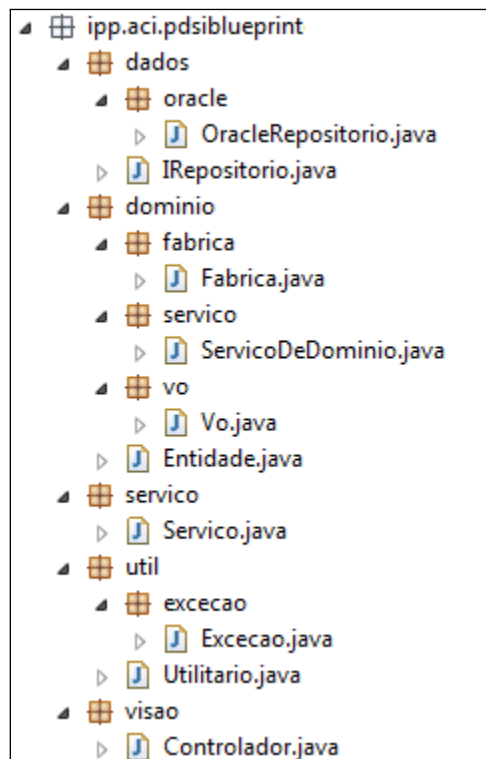 ipp.aci.pdsiblueprint
dados
oracle
OracleRepositorio.java
IRepositorio.java
dominio
fabrica
Fabrica.java
servico
ServicoDeDominio.java
vo
Vo.java
Entidade.java
servico
Servico.java
util
excecao
Excecao.java
Utilitario.java
visao
Controlador.java